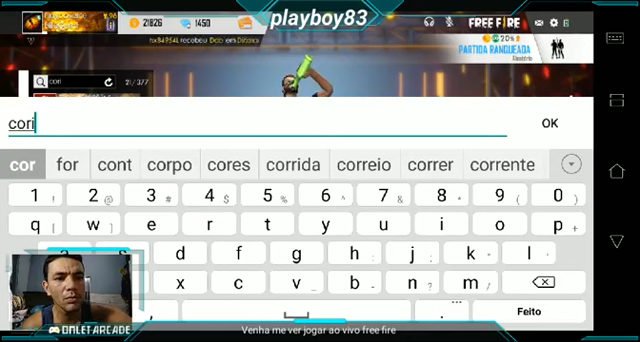 @playboy83
21826
1450
FREE FIRE
recebeu
em
20%
PARTIDA RANQUEADA
cori
21/377
cori
OK
cor for cont corpo cores corrida correio correr corrente
1 ! 2 @ 3 # 4 $ 5 % 6 ^ 7 & 8 * 9 ( 0 )
q [ w ] e r t y u i o p +
d f g h : j ; k l
x c v b - n ? m /
, . Feito
OMLET ARCADE
Venha me ver jogar ao vivo free fire